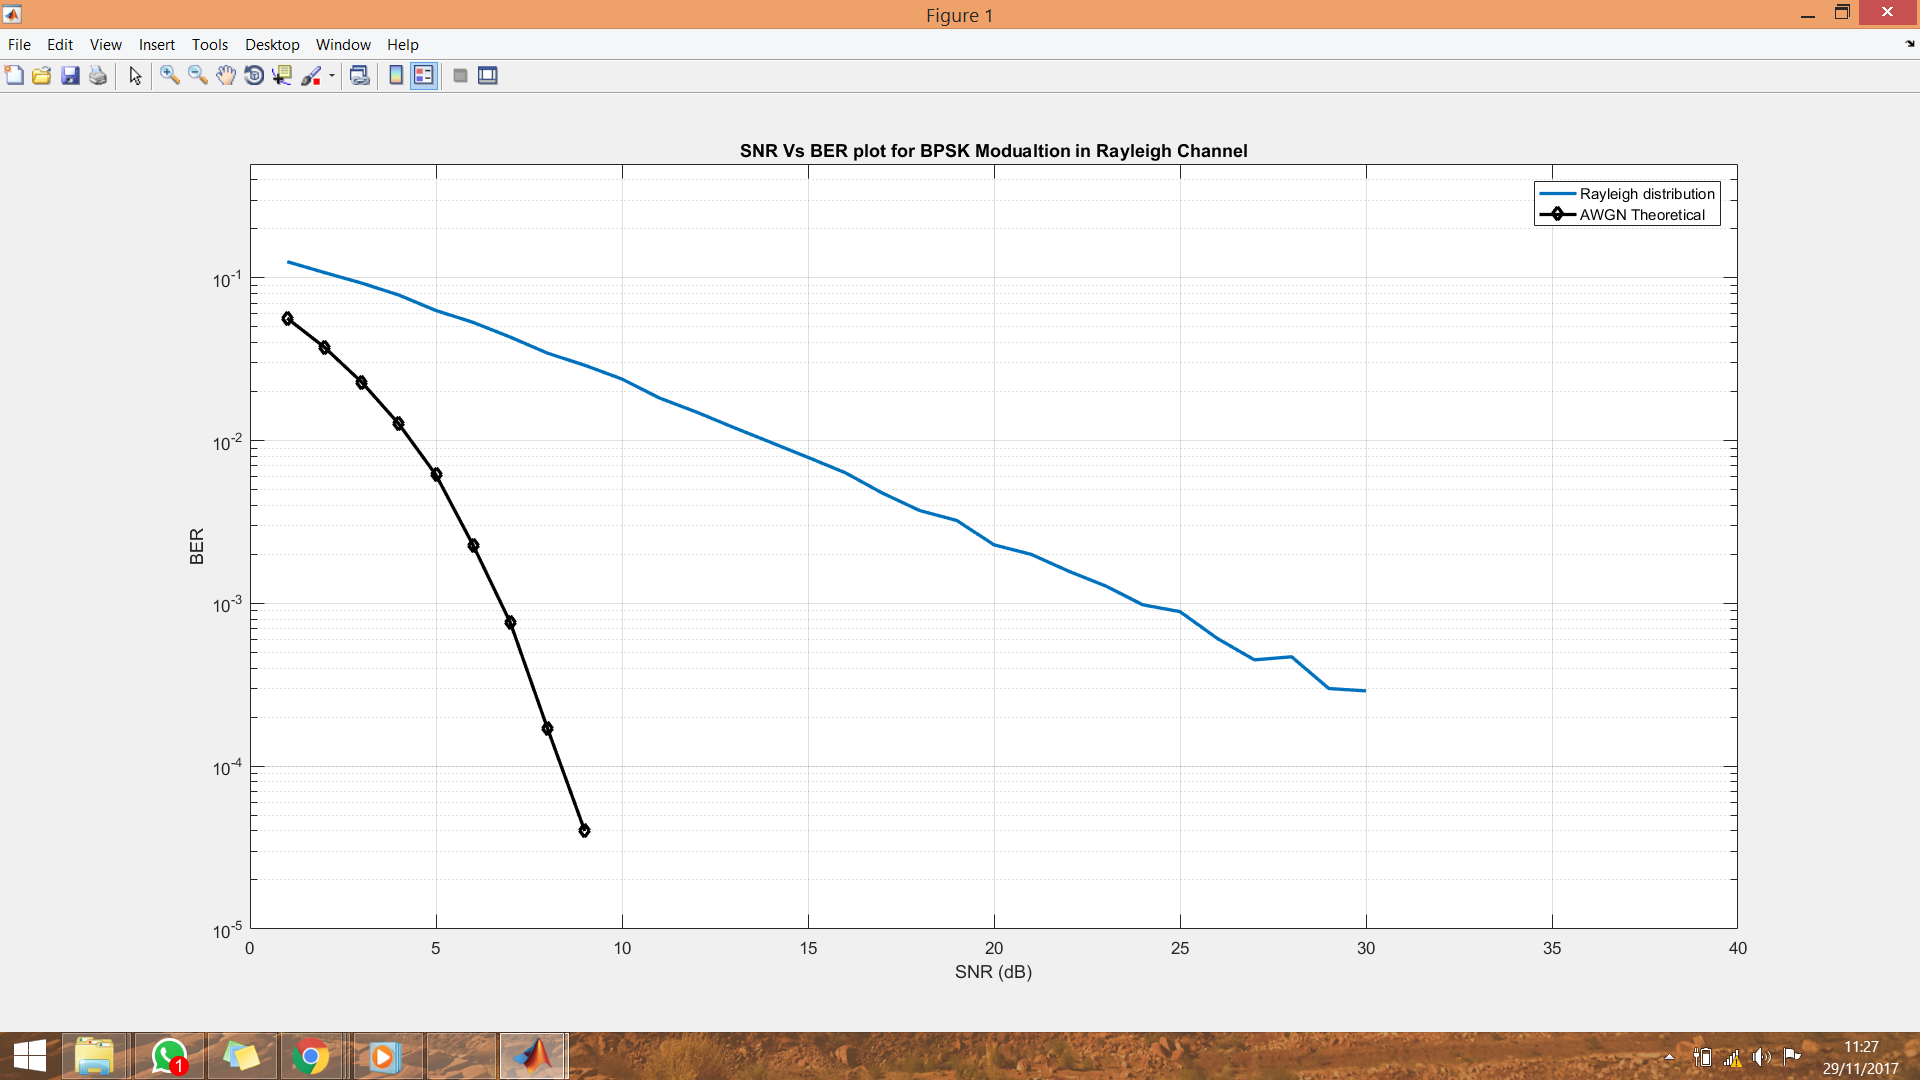 Figure 1
File Edit View Insert Tools Desktop Window Help
SNR Vs BER plot for BPSK Modualtion in Rayleigh Channel
Rayleigh distribution
AWGN Theoretical
10^-1
10^-2
10^-3
10^-4
10^-5
BER
0 5 10 15 20 25 30 35 40
SNR (dB)
1
11:27
29/11/2017